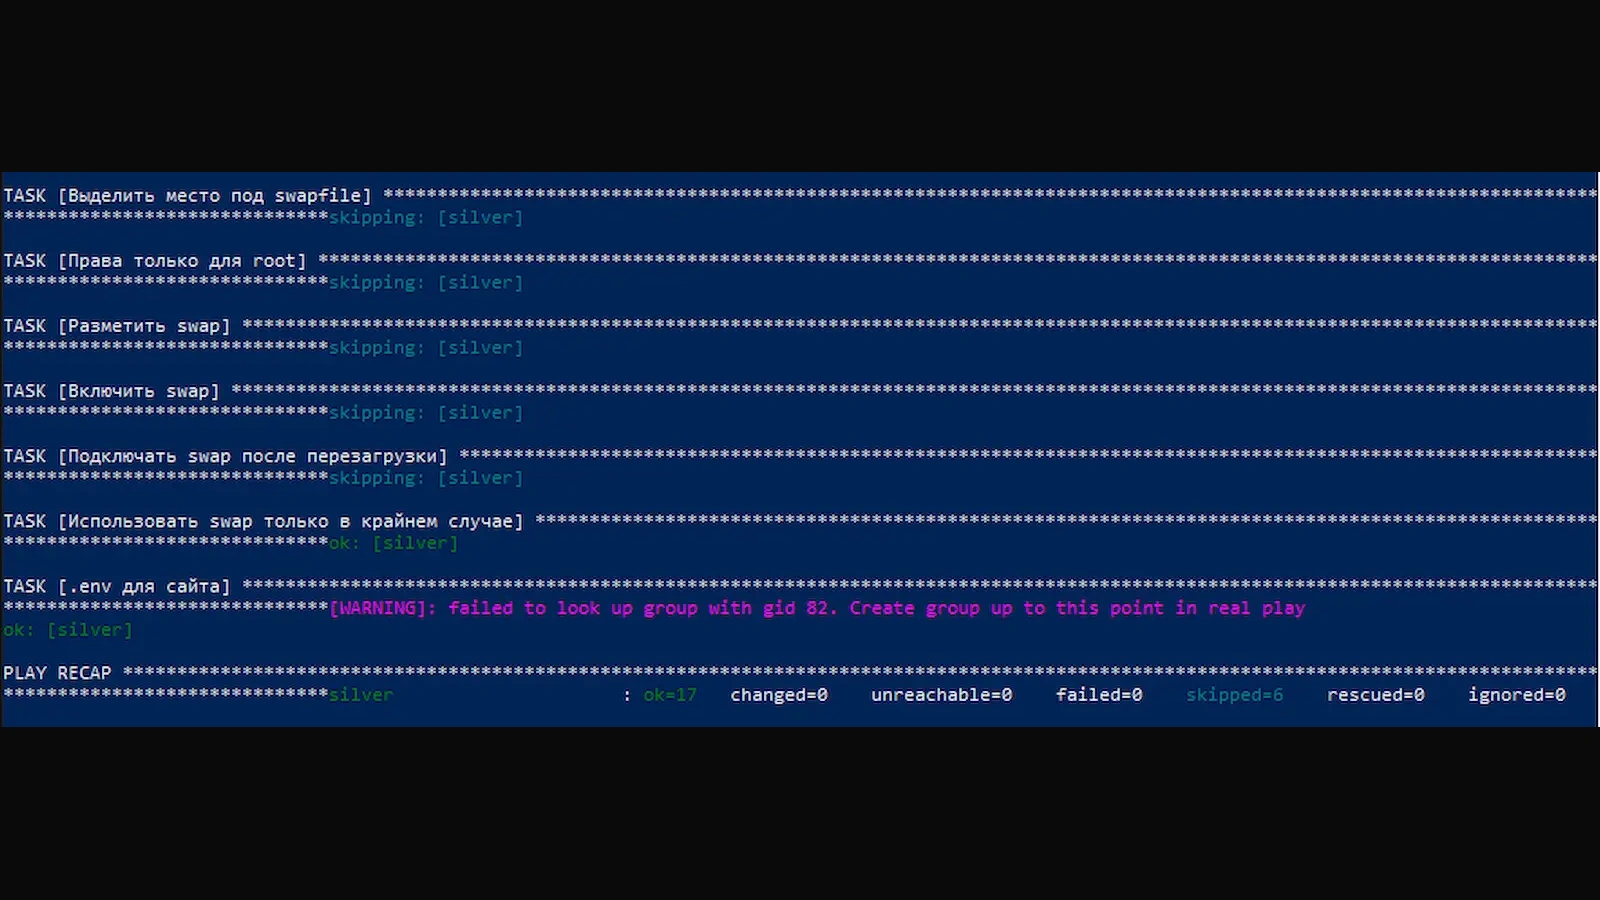 TASK [Выделить место под swapfile] ****************************************************************************************************************
******************************skipping: [silver]
TASK [Права только для root] **********************************************************************************************************************
******************************skipping: [silver]
TASK [Разметить swap] *****************************************************************************************************************************
******************************skipping: [silver]
TASK [Включить swap] ******************************************************************************************************************************
******************************skipping: [silver]
TASK [Подключать swap после перезагрузки] *********************************************************************************************************
******************************skipping: [silver]
TASK [Использовать swap только в крайнем случае] **************************************************************************************************
******************************ok: [silver]
TASK [.env для сайта] *****************************************************************************************************************************
******************************[WARNING]: failed to look up group with gid 82. Create group up to this point in real play
ok: [silver]
PLAY RECAP ****************************************************************************************************************************************
******************************silver : ok=17 changed=0 unreachable=0 failed=0 skipped=6 rescued=0 ignored=0